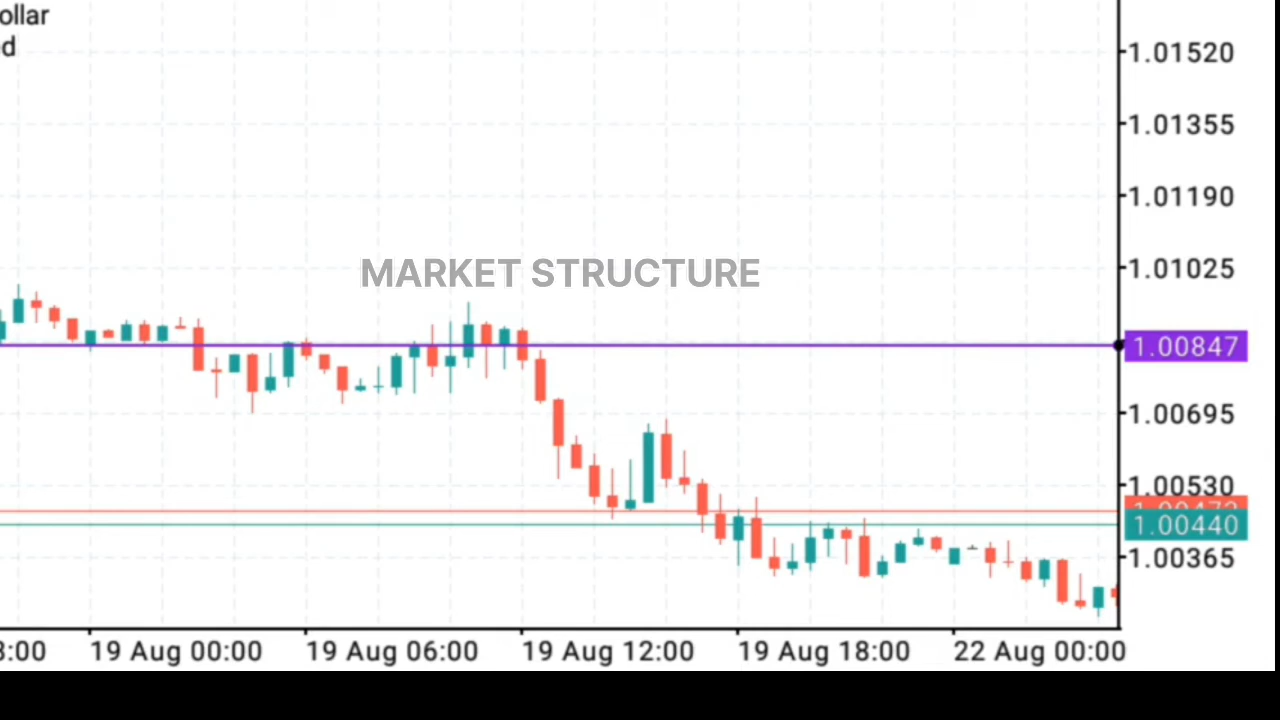 ollar
d
1.01520
1.01355
1.01190
MARKET STRUCTURE
1.01025
1.00847
1.00695
1.00530
1.00440
1.00365
8:00 19 Aug 00:00 19 Aug 06:00 19 Aug 12:00 19 Aug 18:00 22 Aug 00:00